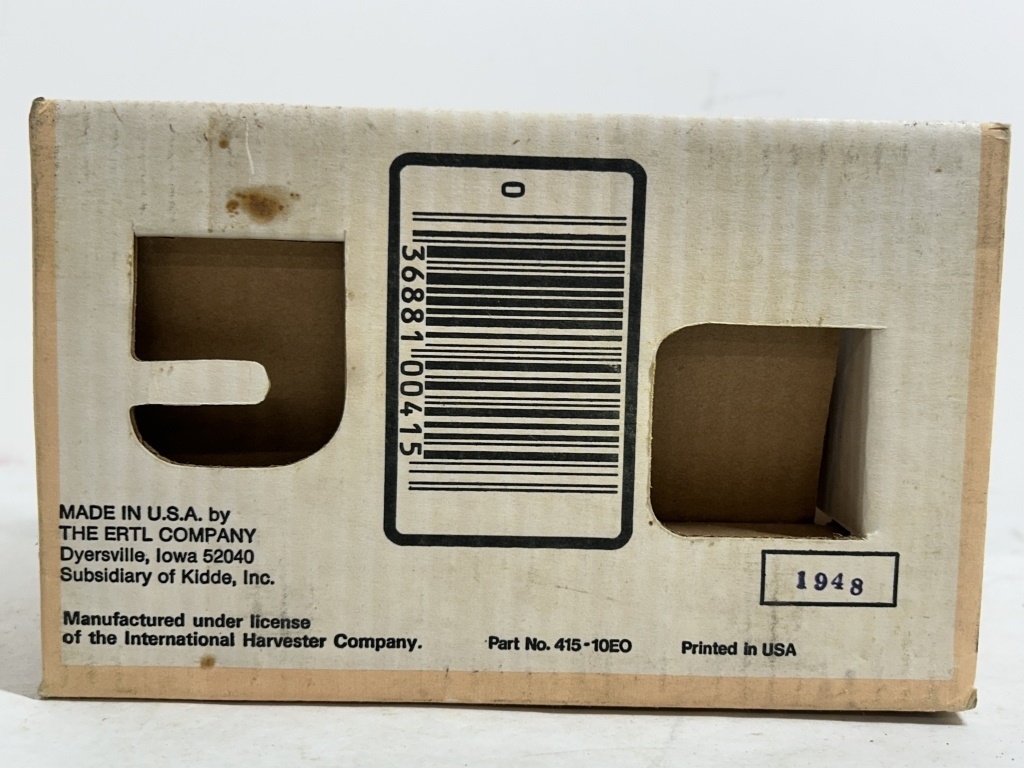 0
36881 00415
MADE IN U.S.A. by
THE ERTL COMPANY
Dyersville, Iowa 52040
Subsidiary of Kidde, Inc.
Manufactured under license
of the International Harvester Company.
Part No. 415-10EO
Printed in USA
1948